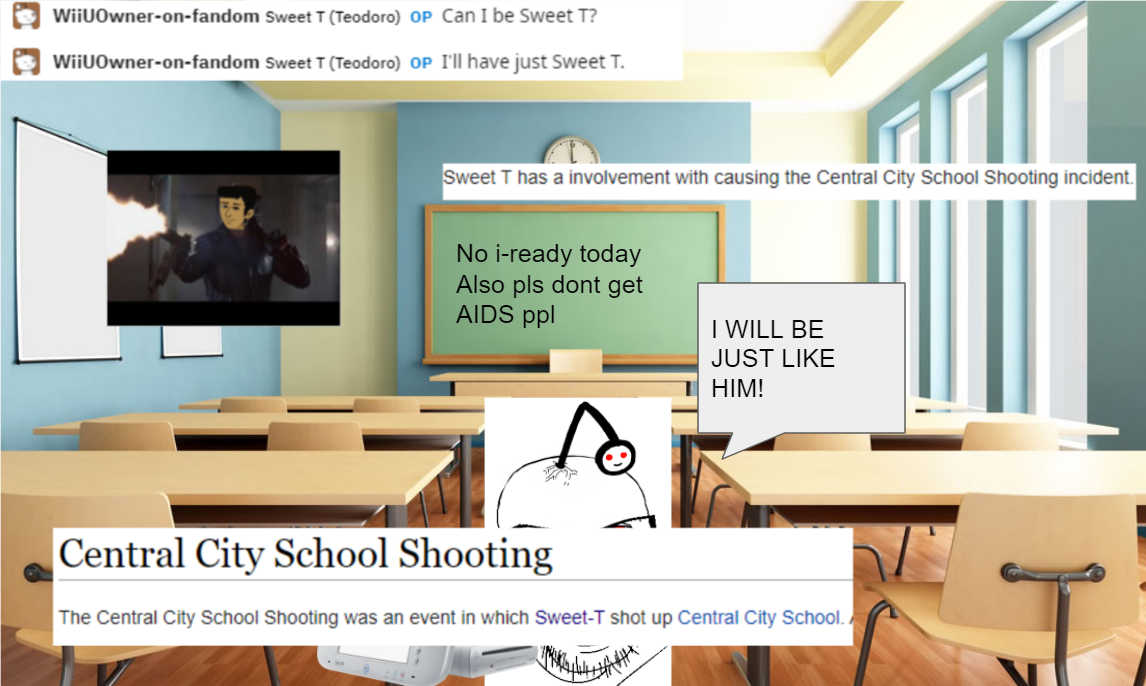 WiiUOwner-on-fandom Sweet T (Teodoro) OP Can I be Sweet T?
WiiUOwner-on-fandom Sweet T (Teodoro) OP I'll have just Sweet T.
Sweet T has a involvement with causing the Central City School Shooting incident.
No i-ready today
Also pls dont get
AIDS ppl
I WILL BE
JUST LIKE
HIM!
Central City School Shooting
The Central City School Shooting was an event in which Sweet-T shot up Central City School.